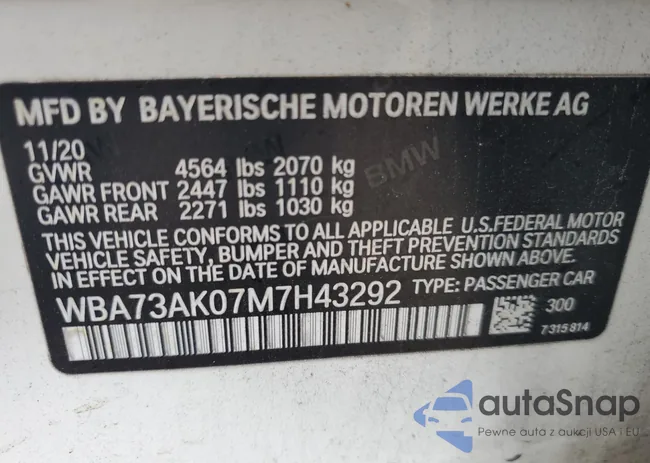 MFD BY BAYERISCHE MOTOREN WERKE AG
11/20
GVWR 4564 lbs 2070 kg
GAWR FRONT 2447 lbs 1110 kg
GAWR REAR 2271 lbs 1030 kg
THIS VEHICLE CONFORMS TO ALL APPLICABLE U.S.FEDERAL MOTOR
VEHICLE SAFETY, BUMPER AND THEFT PREVENTION STANDARDS
IN EFFECT ON THE DATE OF MANUFACTURE SHOWN ABOVE.
WBA73AK07M7H43292 TYPE: PASSENGER CAR
300
7315814
BMW
autoSnap
Pewne auto z aukcji USA i EU